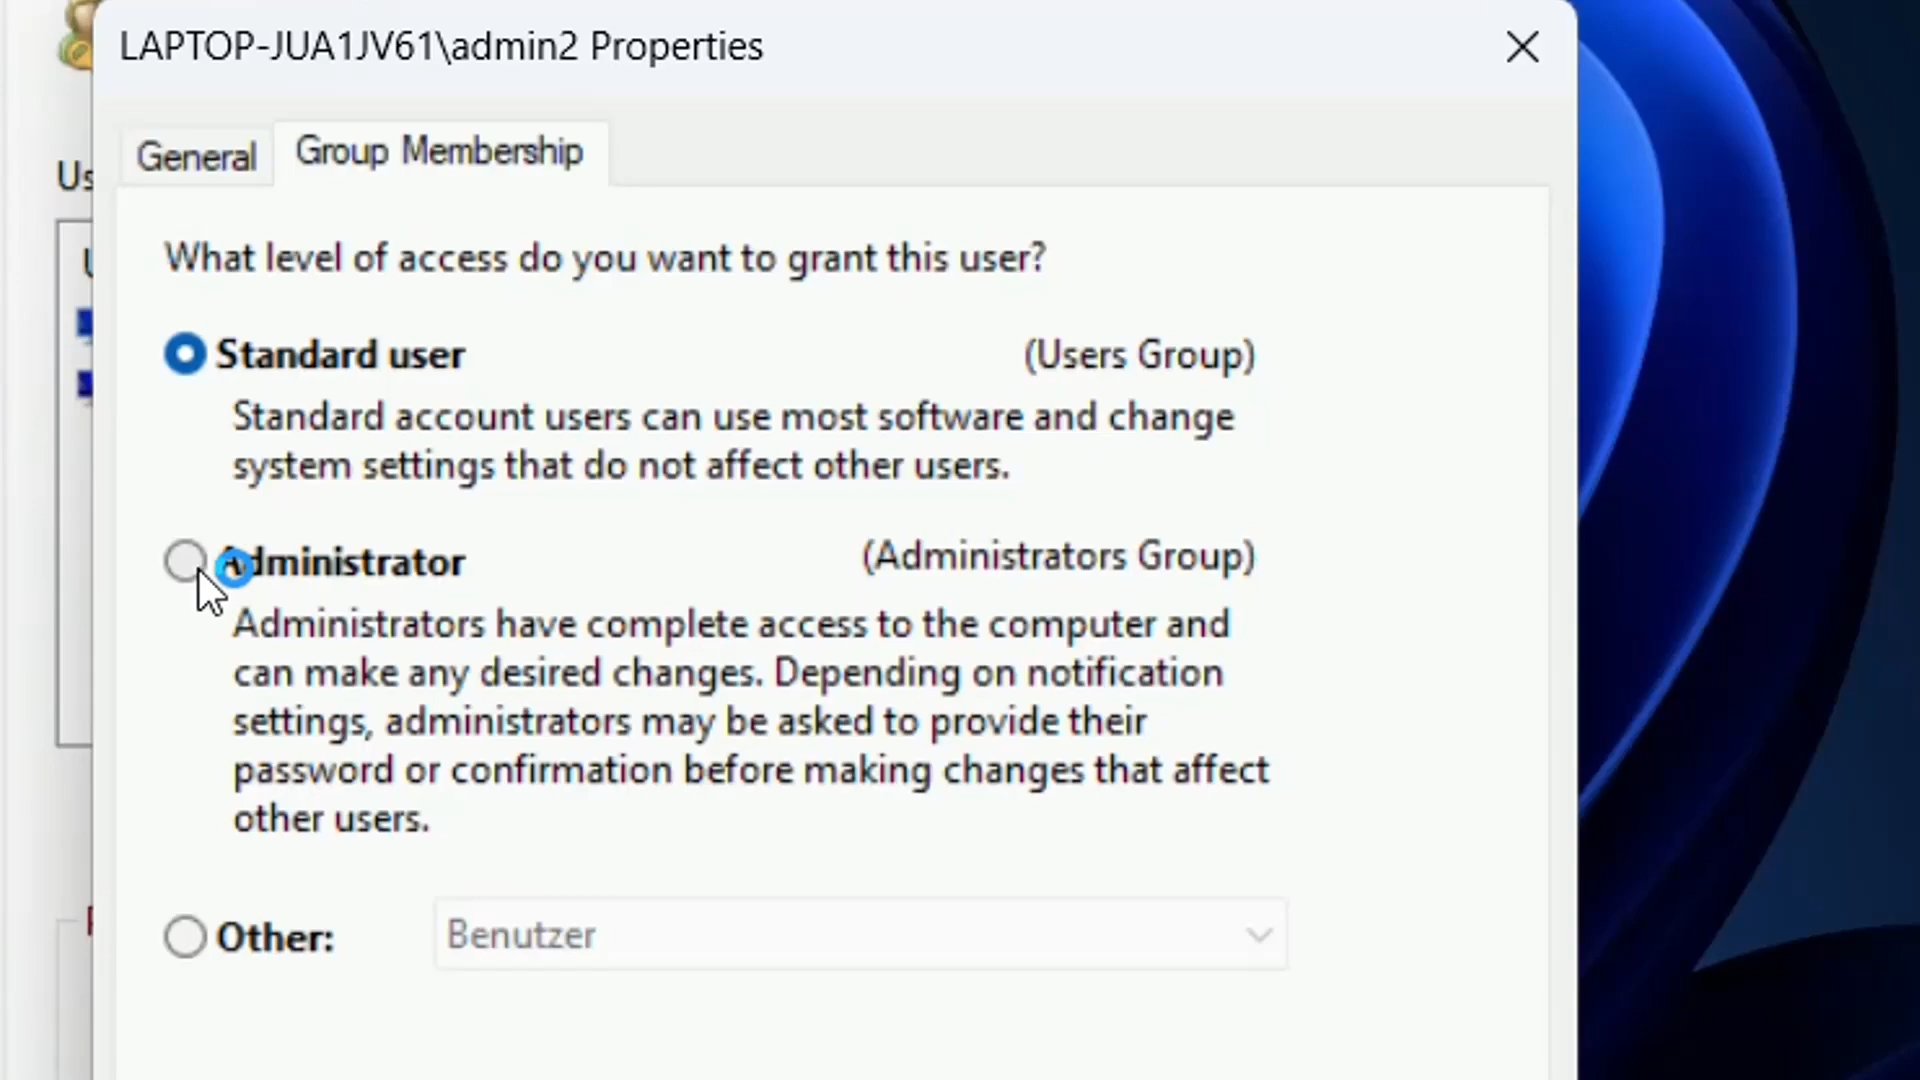 LAPTOP-JUA1JV61\admin2 Properties
General
Group Membership
Us
What level of access do you want to grant this user?
Standard user (Users Group)
Standard account users can use most software and change
system settings that do not affect other users.
Administrator (Administrators Group)
Administrators have complete access to the computer and
can make any desired changes. Depending on notification
settings, administrators may be asked to provide their
password or confirmation before making changes that affect
other users.
Other: Benutzer